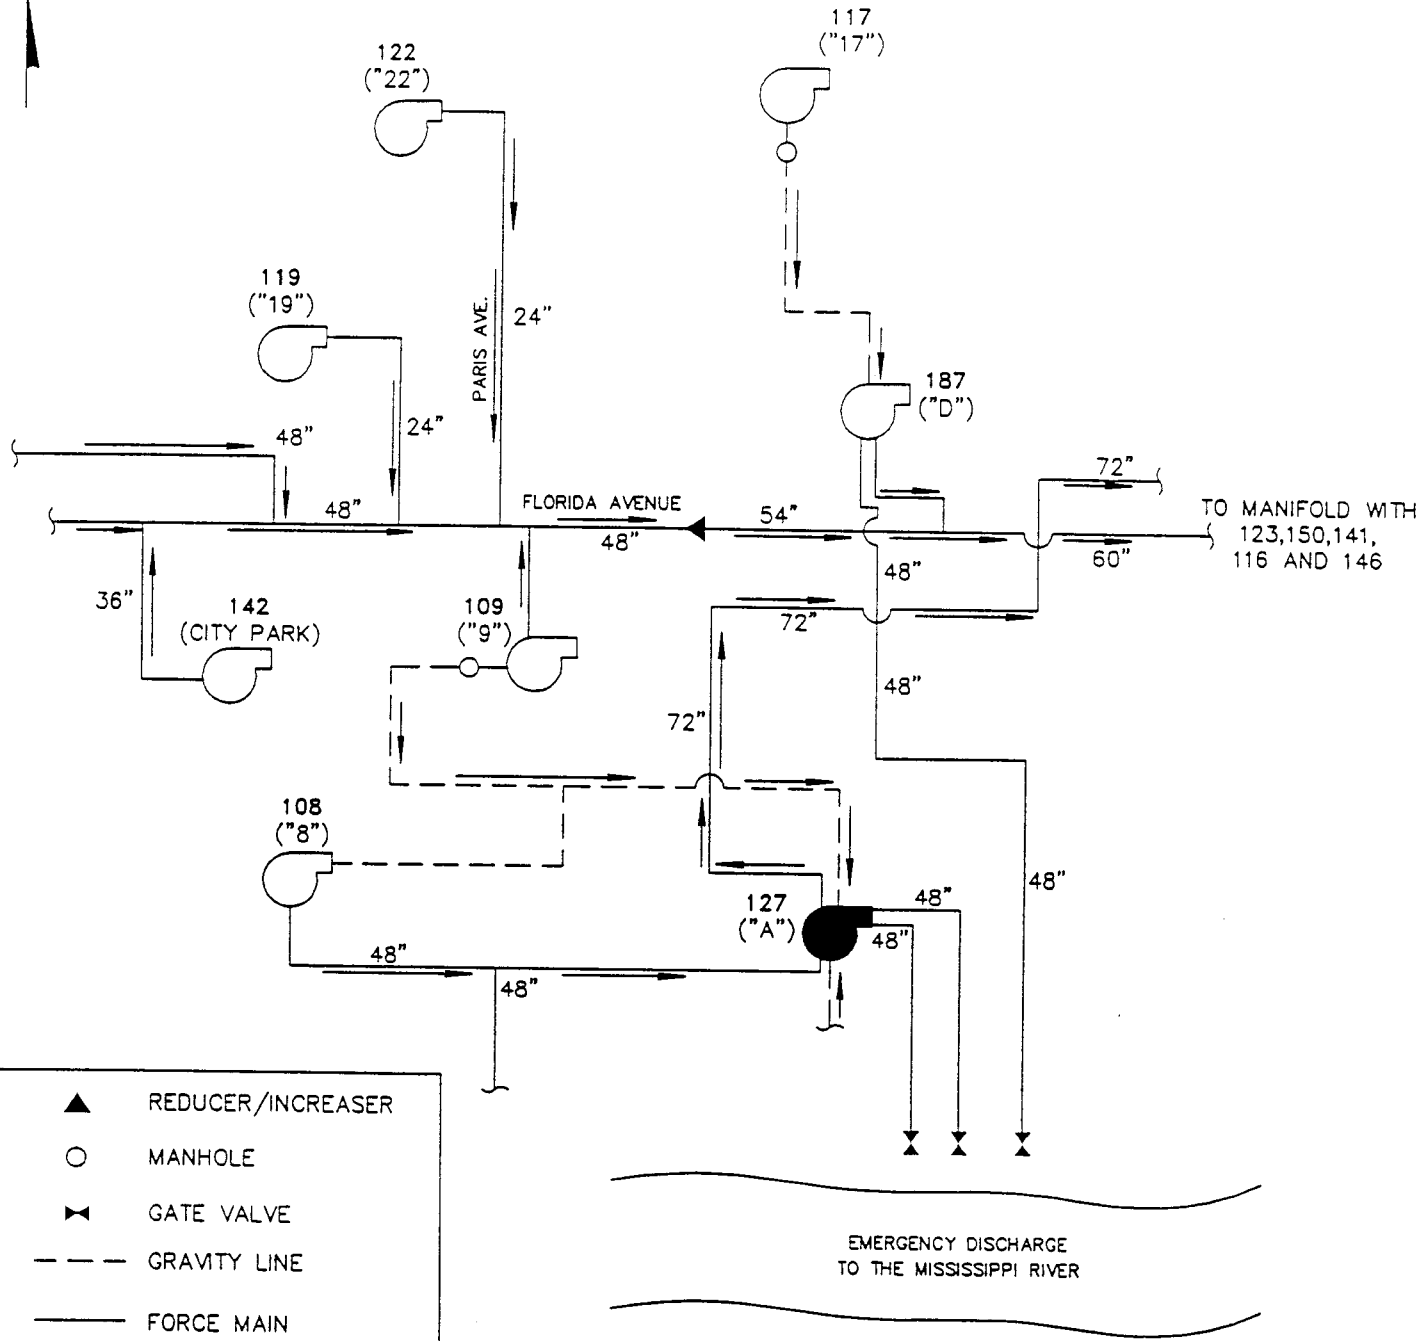 117
("17")
122
("22")
119
("19")
PARIS AVE.
24"
187
("D")
24"
48"
72"
FLORIDA AVENUE
48"
54"
48"
TO MANIFOLD WITH
123,150,141,
116 AND 146
60"
48"
36"
142
(CITY PARK)
109
("9")
72"
48"
72"
108
("8")
48"
127
("A")
48"
48"
48"
48"
REDUCER/INCREASER
MANHOLE
GATE VALVE
GRAVITY LINE
FORCE MAIN
EMERGENCY DISCHARGE
TO THE MISSISSIPPI RIVER